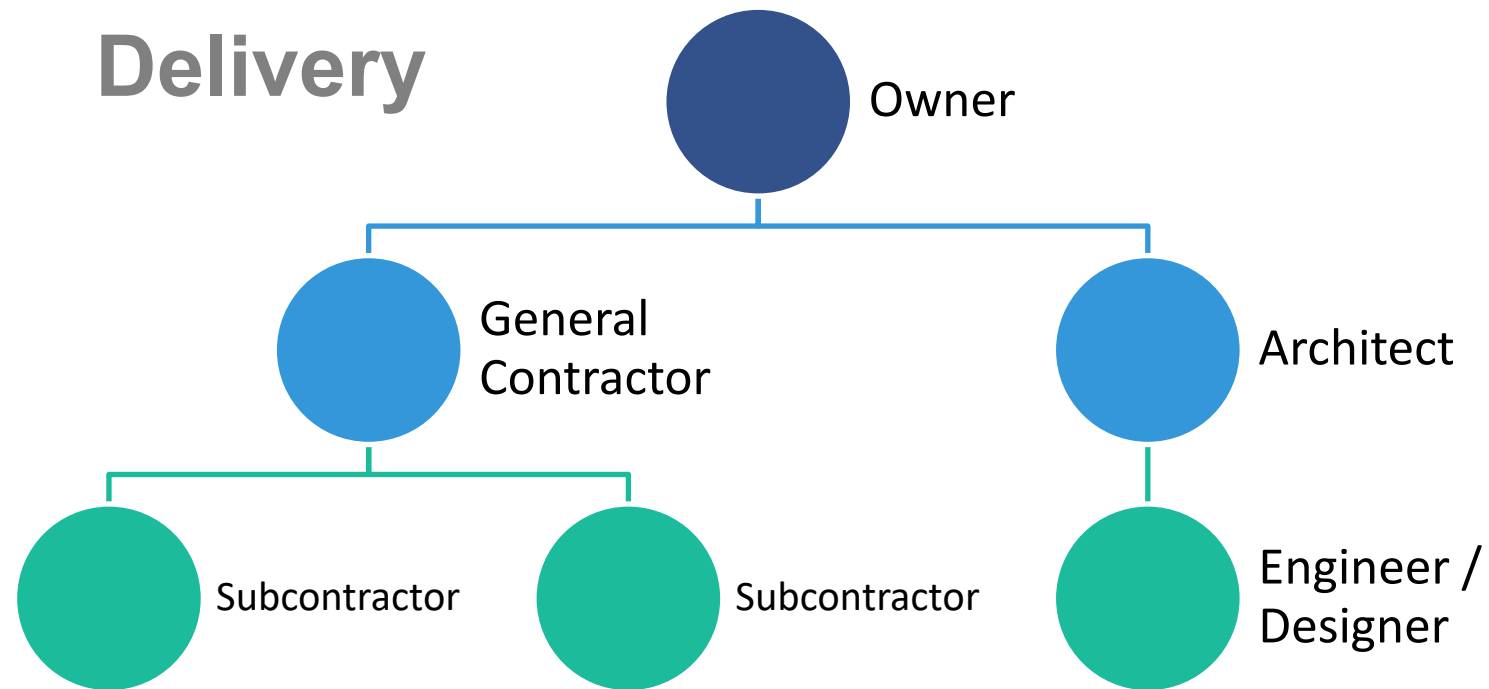 Delivery
Owner
General
Contractor
Architect
Subcontractor
Subcontractor
Engineer /
Designer